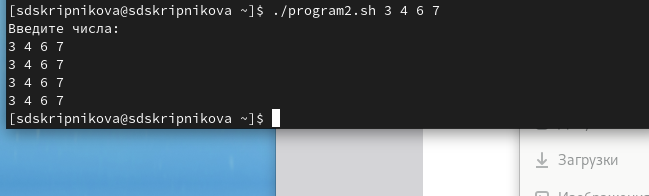 [sdskripnikova@sdskripnikova ~]$ ./program2.sh 3 4 6 7
Введите числа:
3 4 6 7
3 4 6 7
3 4 6 7
3 4 6 7
[sdskripnikova@sdskripnikova ~]$
Загрузки